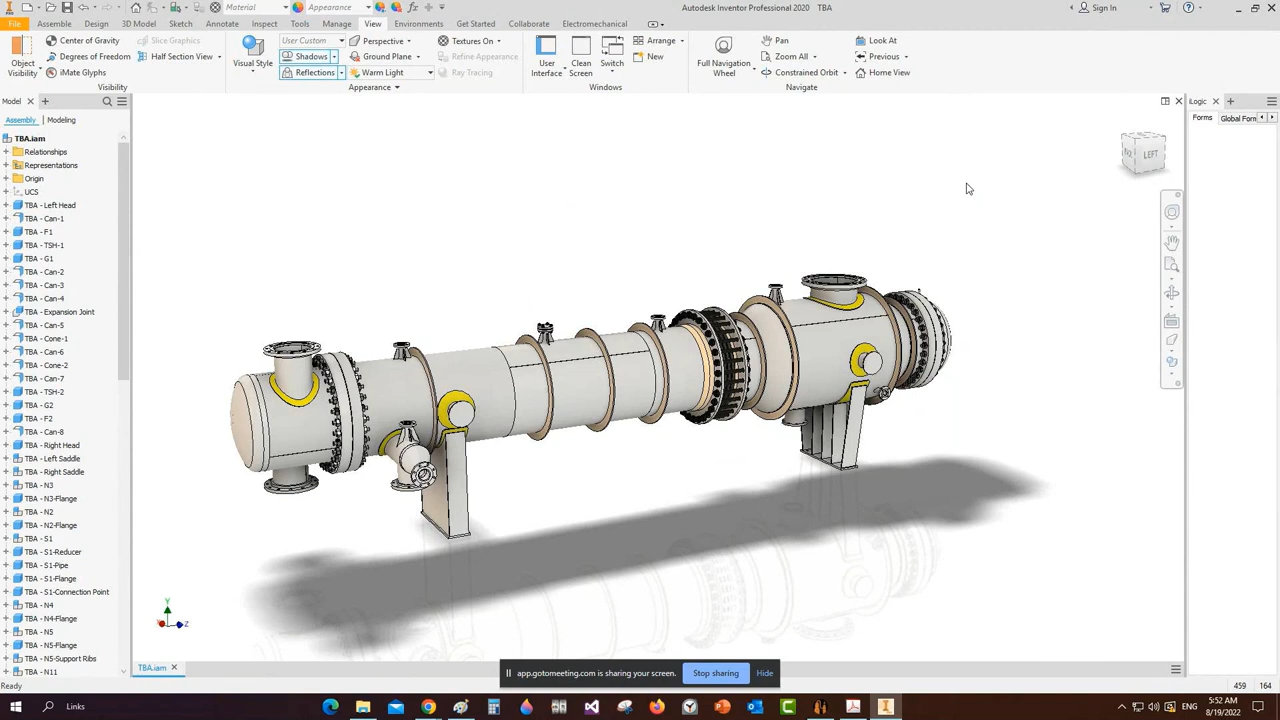 Material
Appearance
Autodesk Inventor Professional 2020
TBA
Sign In
File
Assemble
Design
3D Model
Sketch
Annotate
Inspect
Tools
Manage
View
Environments
Get Started
Collaborate
Electromechanical
Object Visibility
Center of Gravity
Degrees of Freedom
iMate Glyphs
Slice Graphics
Half Section View
Visibility
Visual Style
User Custom
Shadows
Reflections
Perspective
Ground Plane
Warm Light
Textures On
Refine Appearance
Ray Tracing
Appearance
User Interface
Clean Screen
Switch
Arrange
New
Windows
Full Navigation Wheel
Pan
Zoom All
Constrained Orbit
Look At
Previous
Home View
Navigate
Model
Assembly
Modeling
TBA.iam
Relationships
Representations
Origin
UCS
TBA - Left Head
TBA - Can-1
TBA - F1
TBA - TSH-1
TBA - G1
TBA - Can-2
TBA - Can-3
TBA - Can-4
TBA - Expansion Joint
TBA - Can-5
TBA - Cone-1
TBA - Can-6
TBA - Cone-2
TBA - Can-7
TBA - TSH-2
TBA - G2
TBA - F2
TBA - Can-8
TBA - Right Head
TBA - Left Saddle
TBA - Right Saddle
TBA - N3
TBA - N3-Flange
TBA - N2
TBA - N2-Flange
TBA - S1
TBA - S1-Reducer
TBA - S1-Pipe
TBA - S1-Flange
TBA - S1-Connection Point
TBA - N4
TBA - N4-Flange
TBA - N5
TBA - N5-Flange
TBA - N5-Support Ribs
TBA - N11
LEFT
Y
Z
iLogic
Forms
Global Forn
TBA.iam
app.gotomeeting.com is sharing your screen.
Stop sharing
Hide
Ready
459
164
Links
ENG
5:52 AM
8/19/2022